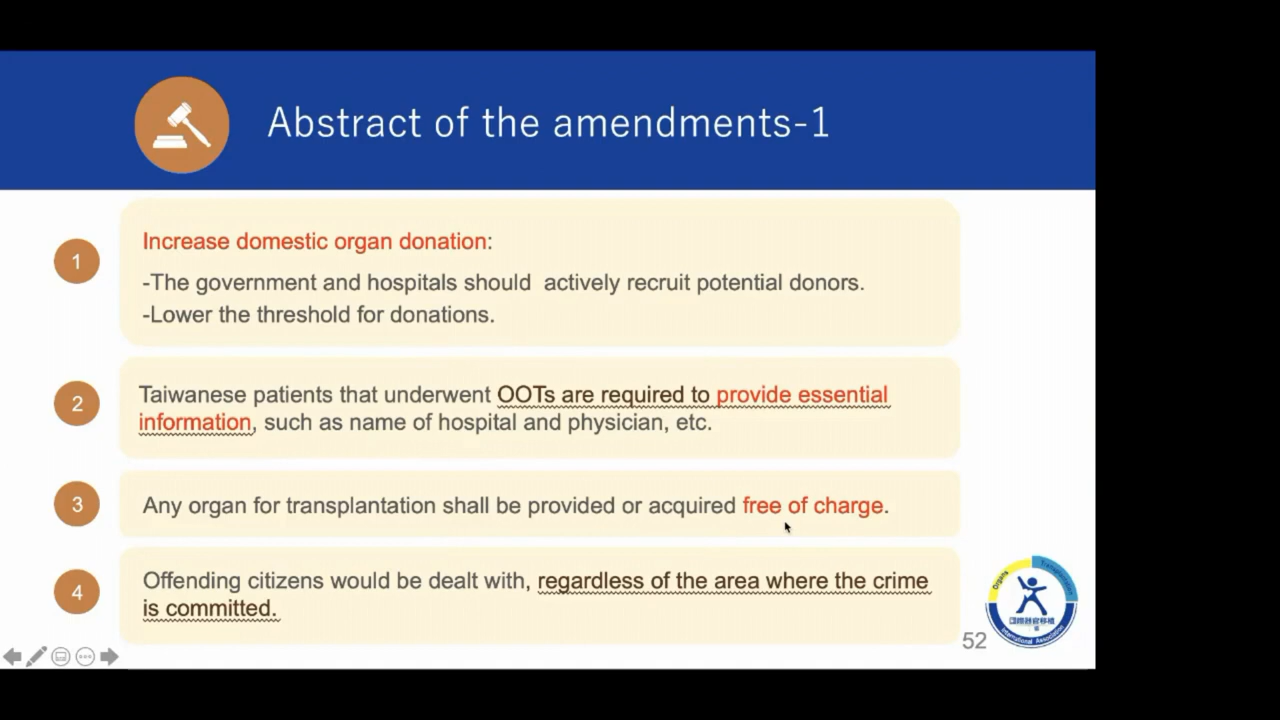 Abstract of the amendments-1
1
Increase domestic organ donation:
-The government and hospitals should actively recruit potential donors.
-Lower the threshold for donations.
2
Taiwanese patients that underwent OOTs are required to provide essential
information, such as name of hospital and physician, etc.
3
Any organ for transplantation shall be provided or acquired free of charge.
4
Offending citizens would be dealt with, regardless of the area where the crime
is committed.
Organs
International Association
52